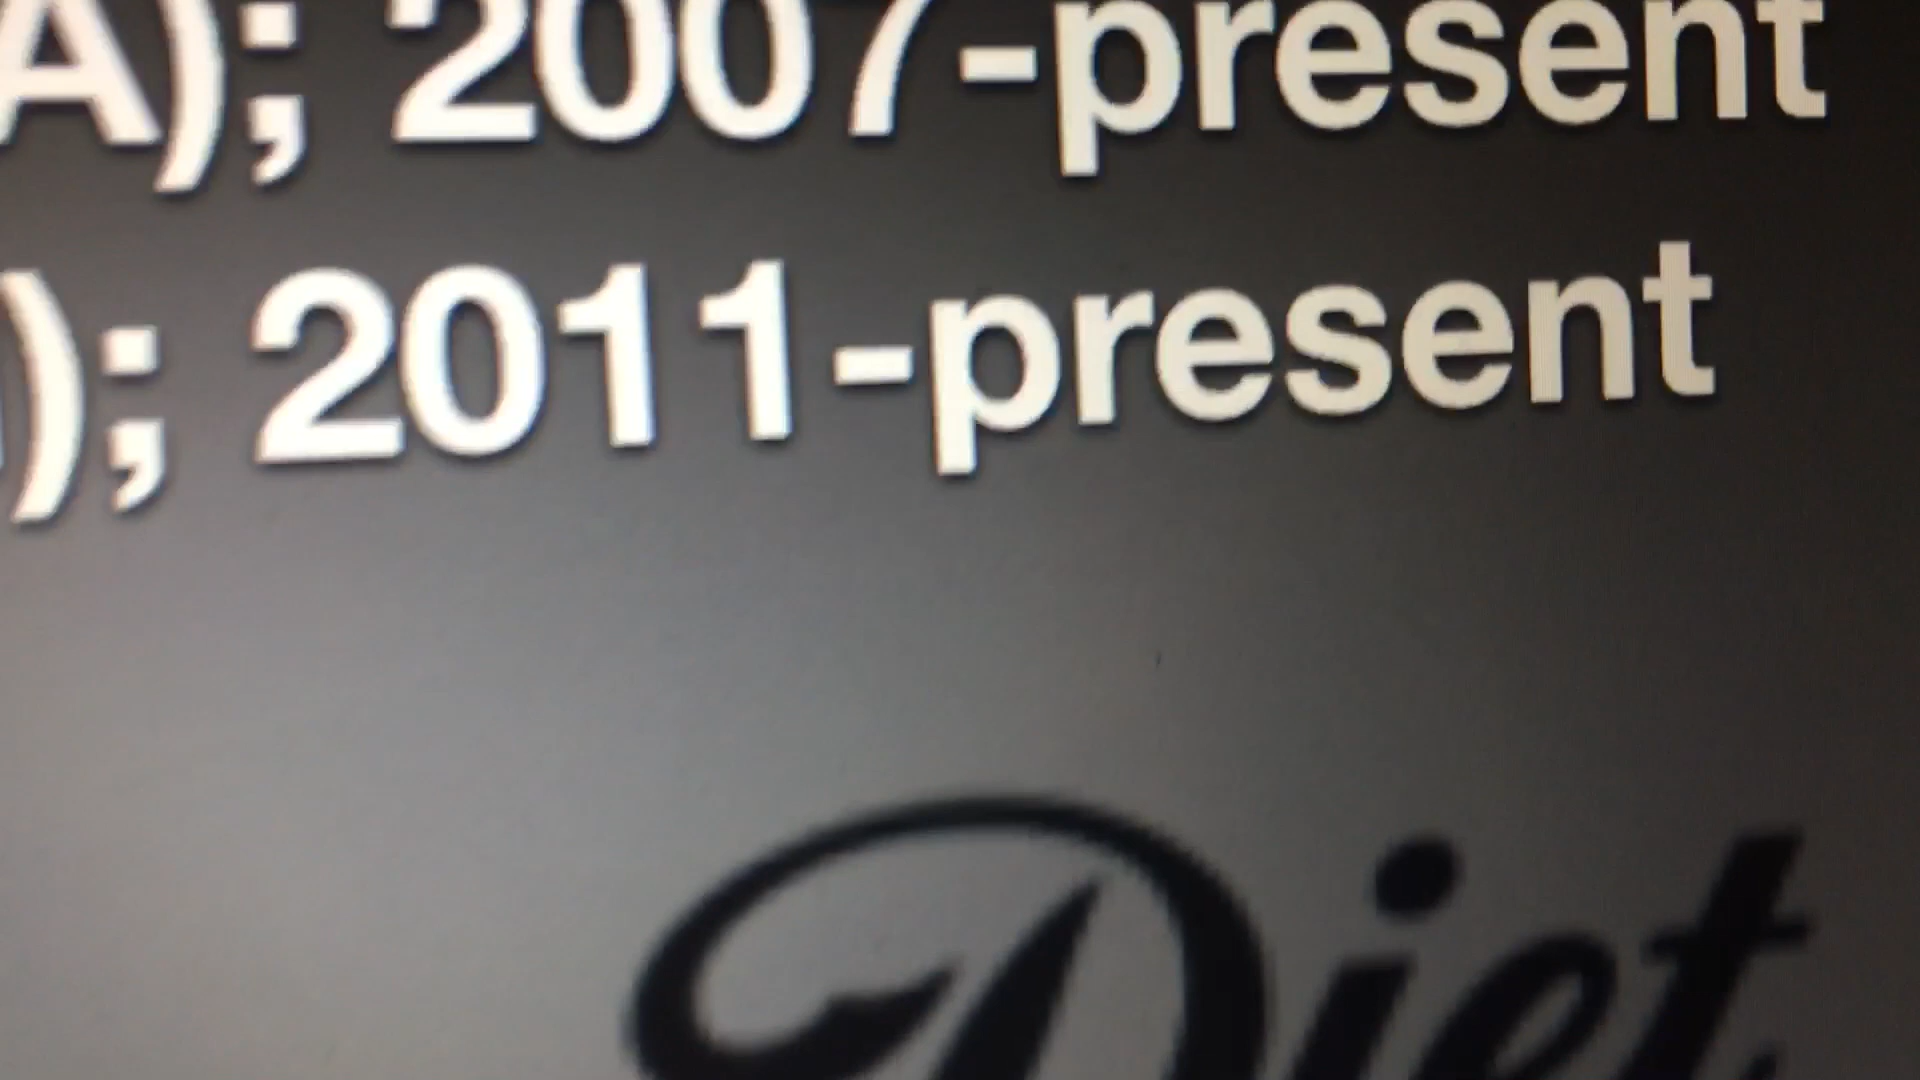 A); 2007-present
); 2011-present
Diet